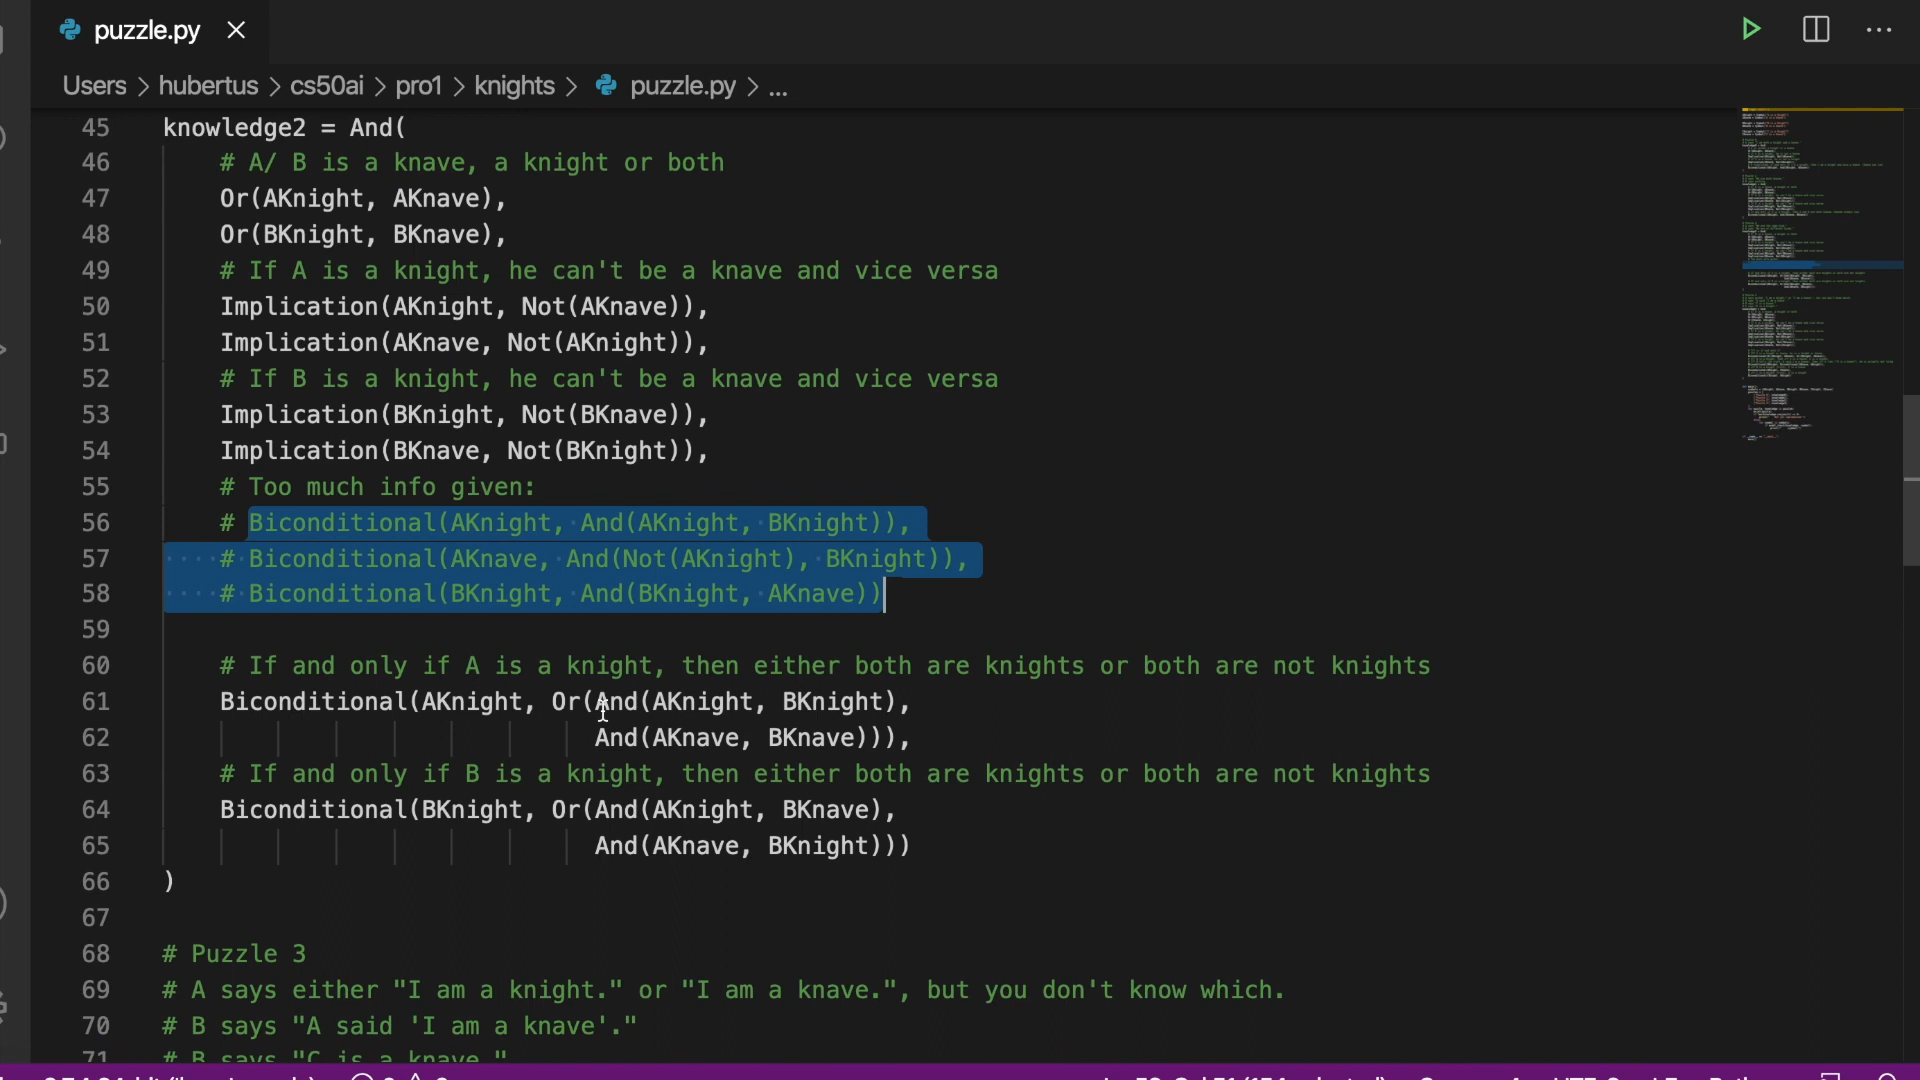 puzzle.py
Users > hubertus > cs50ai > pro1 > knights > puzzle.py > ...
45 knowledge2 = And(
46 # A/ B is a knave, a knight or both
47 Or(AKnight, AKnave),
48 Or(BKnight, BKnave),
49 # If A is a knight, he can't be a knave and vice versa
50 Implication(AKnight, Not(AKnave)),
51 Implication(AKnave, Not(AKnight)),
52 # If B is a knight, he can't be a knave and vice versa
53 Implication(BKnight, Not(BKnave)),
54 Implication(BKnave, Not(BKnight)),
55 # Too much info given:
56 # Biconditional(AKnight, And(AKnight, BKnight)),
57 # Biconditional(AKnave, And(Not(AKnight), BKnight)),
58 # Biconditional(BKnight, And(BKnight, AKnave))
59
60 # If and only if A is a knight, then either both are knights or both are not knights
61 Biconditional(AKnight, Or(And(AKnight, BKnight),
62 And(AKnave, BKnave))),
63 # If and only if B is a knight, then either both are knights or both are not knights
64 Biconditional(BKnight, Or(And(AKnight, BKnave),
65 And(AKnave, BKnight)))
66 )
67
68 # Puzzle 3
69 # A says either "I am a knight." or "I am a knave.", but you don't know which.
70 # B says "A said 'I am a knave'."
71 # B says "C is a knave."